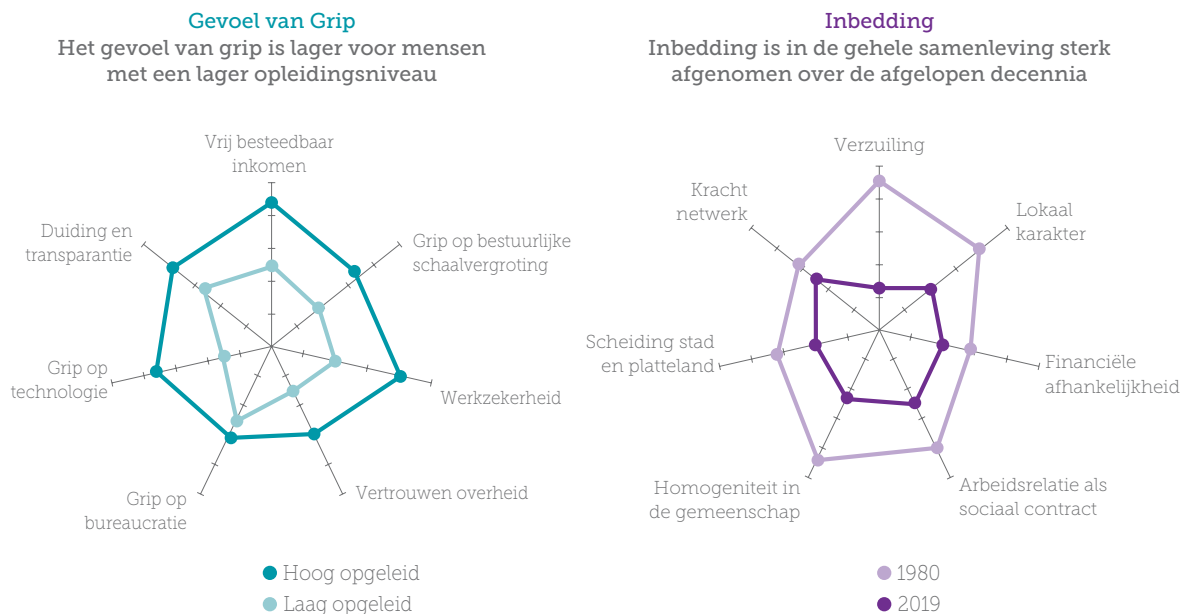 Gevoel van Grip
Het gevoel van grip is lager voor mensen
met een lager opleidingsniveau
Vrij besteedbaar
inkomen
Duiding en
transparantie
Grip op bestuurlijke
schaalvergroting
Grip op
technologie
Werkzekerheid
Grip op
bureaucratie
Vertrouwen overheid
Hoog opgeleid
Laag opgeleid
Inbedding
Inbedding is in de gehele samenleving sterk
afgenomen over de afgelopen decennia
Verzuiling
Kracht
netwerk
Lokaal
karakter
Scheiding stad
en platteland
Financiële
afhankelijkheid
Homogeniteit in
de gemeenschap
Arbeidsrelatie als
sociaal contract
1980
2019